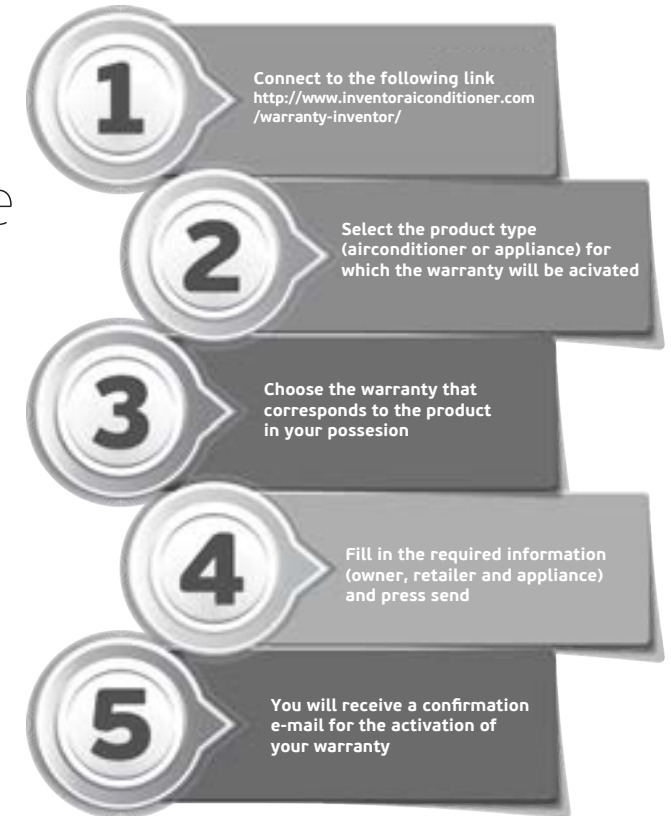 e
1
Connect to the following link
http://www.inventoraiconditioner.com
/warranty-inventor/
2
Select the product type
(airconditioner or appliance) for
which the warranty will be acivated
3
Choose the warranty that
corresponds to the product
in your possesion
4
Fill in the required information
(owner, retailer and appliance)
and press send
5
You will receive a confirmation
e-mail for the activation of
your warranty